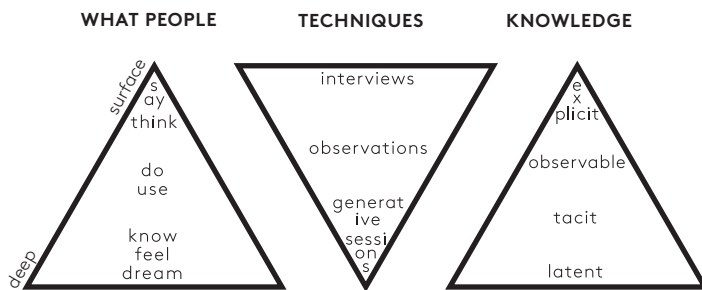 WHAT PEOPLE
TECHNIQUES
KNOWLEDGE
surface
s
ay
think
do
use
know
feel
dream
deep
interviews
observations
generat
ive
sessi
on
s
e
x
plicit
observable
tacit
latent